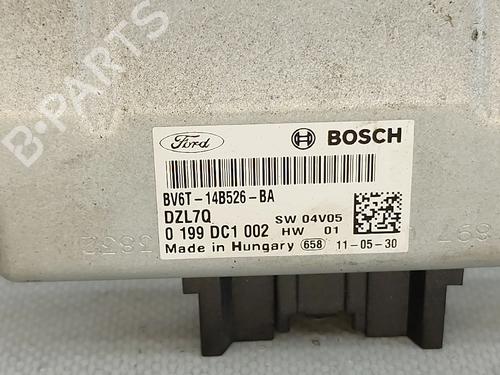 B-PARTS
Ford
BOSCH
BV6T-14B526-BA
DZL7Q
SW 04V05
0 199 DC1 002 HW 01
Made in Hungary 658 11-05-30